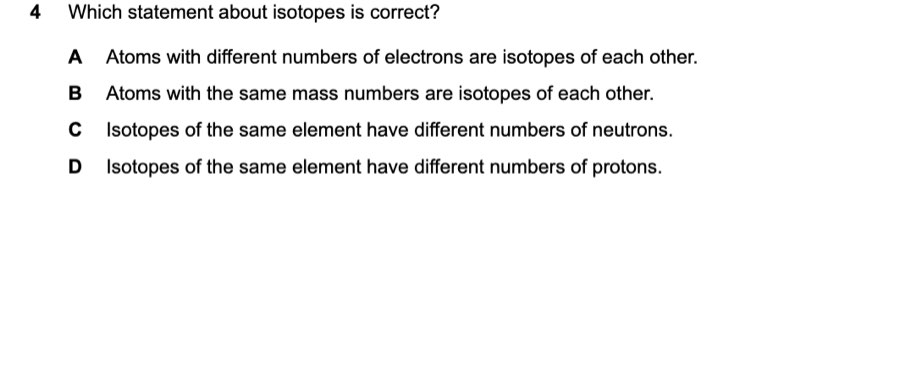 4 Which statement about isotopes is correct?
A Atoms with different numbers of electrons are isotopes of each other.
B Atoms with the same mass numbers are isotopes of each other.
C Isotopes of the same element have different numbers of neutrons.
D Isotopes of the same element have different numbers of protons.